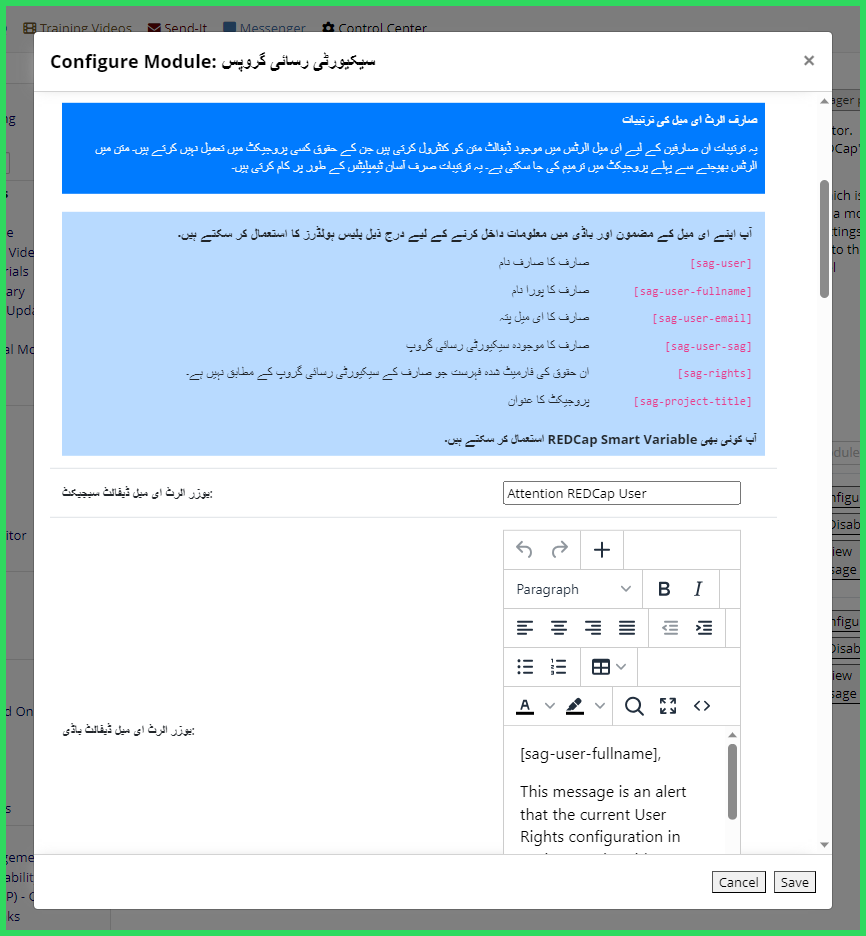 Training Videos Send-It Messenger Control Center
Configure Module: سیکیورٹی رسائی گروپس
×
صارف الرٹ ای میل کی ترتیبات
یہ ترتیبات ان صارفین کے لیے ای میل الرٹس میں موجود ڈیفالٹ متن کو کنٹرول کرتی ہیں جن کے حقوق کسی پروجیکٹ میں تعمیل نہیں کرتے ہیں۔ متن میں
الرٹس بھیجنے سے پہلے پروجیکٹ میں ترمیم کی جا سکتی ہے۔ یہ ترتیبات صرف آسان ٹیمپلیٹس کے طور پر کام کرتی ہیں۔
آپ اپنے ای میل کے مضمون اور باڈی میں معلومات داخل کرنے کے لیے درج ذیل پلیس ہولڈرز کا استعمال کر سکتے ہیں۔
[sag-user] صارف کا صارف نام
[sag-user-fullname] صارف کا پورا نام
[sag-user-email] صارف کا ای میل پتہ
[sag-user-sag] صارف کا موجودہ سیکیورٹی رسائی گروپ
[sag-rights] ان حقوق کی فارمیٹ شدہ فہرست جو صارف کے سیکیورٹی رسائی گروپ کے مطابق نہیں ہے۔
[sag-project-title] پروجیکٹ کا عنوان
آپ کوئی بھی REDCap Smart Variable استعمال کر سکتے ہیں۔
یوزر الرٹ ای میل ڈیفالٹ سبجیکٹ:
Attention REDCap User
Paragraph
B I
یوزر الرٹ ای میل ڈیفالٹ باڈی:
[sag-user-fullname],
This message is an alert
that the current User
Rights configuration in
Cancel Save